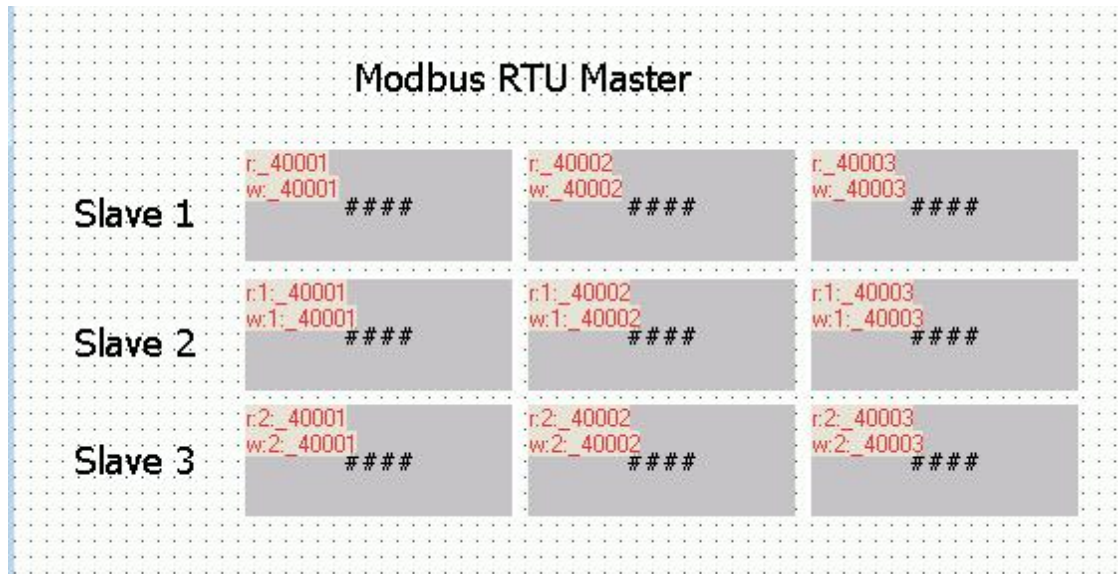 Modbus RTU Master
r:_40001 r:_40002 r:_40003
w:_40001 w:_40002 w:_40003
Slave 1 #### #### ####
r:1:_40001 r:1:_40002 r:1:_40003
w:1:_40001 w:1:_40002 w:1:_40003
Slave 2 #### #### ####
r:2:_40001 r:2:_40002 r:2:_40003
w:2:_40001 w:2:_40002 w:2:_40003
Slave 3 #### #### ####